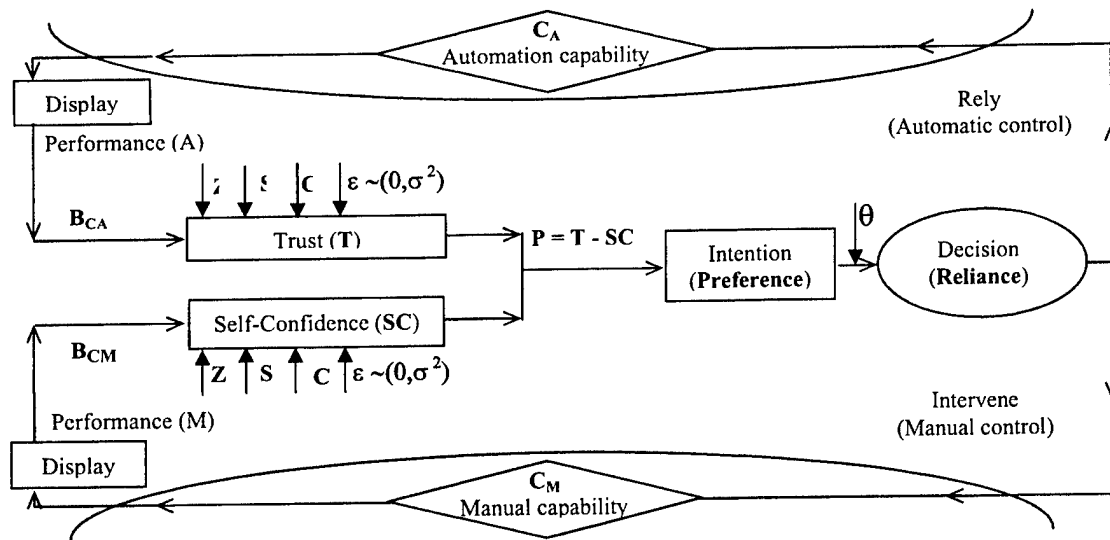 C_A
Automation capability
Display
Rely
(Automatic control)
Performance (A)
ε ~(0,σ²)
B_CA
Trust (T)
P = T - SC
θ
Intention
(Preference)
Decision
(Reliance)
Self-Confidence (SC)
B_CM
Z S C ε ~(0,σ²)
Performance (M)
Intervene
(Manual control)
Display
C_M
Manual capability